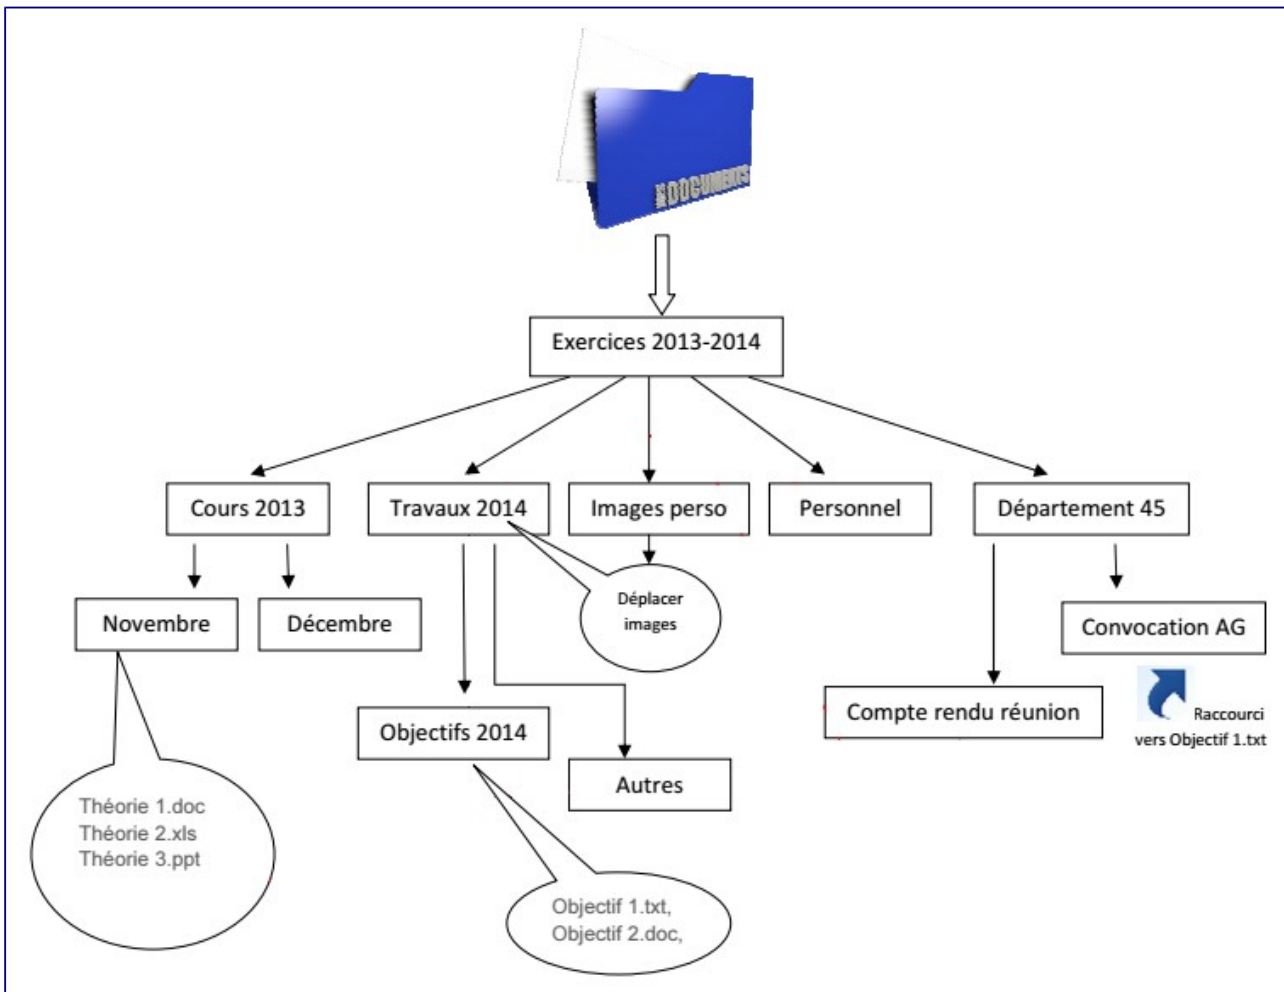 MES DOCUMENTS
Exercices 2013-2014
Cours 2013
Travaux 2014
Images perso
Personnel
Département 45
Déplacer
images
Novembre
Décembre
Convocation AG
Objectifs 2014
Compte rendu réunion
Raccourci
vers Objectif 1.txt
Autres
Théorie 1.doc
Théorie 2.xls
Théorie 3.ppt
Objectif 1.txt,
Objectif 2.doc,